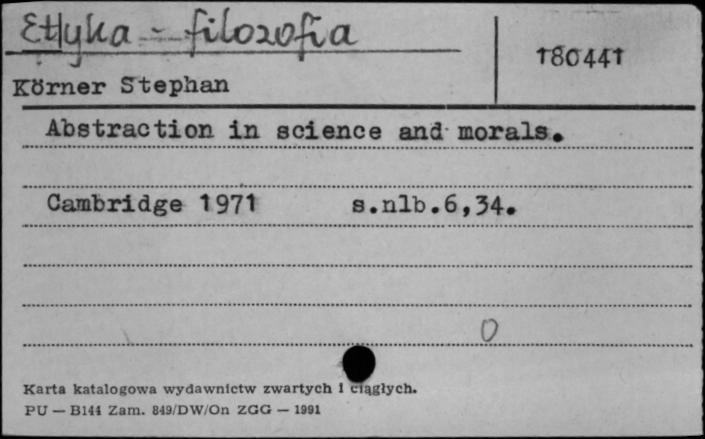 Etyka - filozofia
180441
Körner Stephan
Abstraction in science and morals.
Cambridge 1971 s.nlb.6,34.
0
Karta katalogowa wydawnictw zwartych i ciągłych.
PU — B144 Zam. 849/DW/On ZGG — 1991